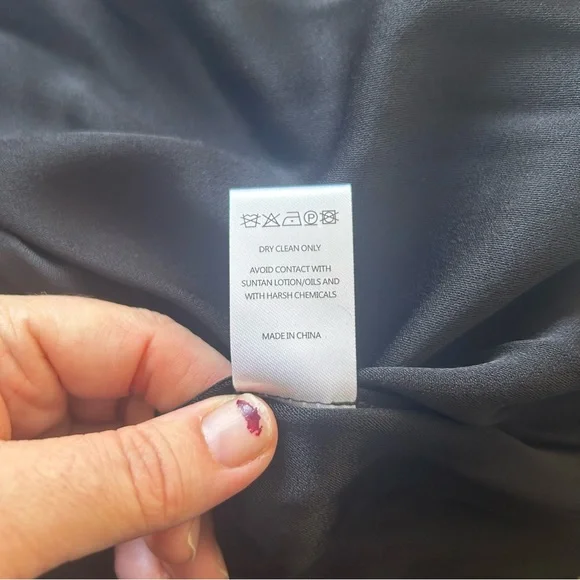 P
DRY CLEAN ONLY
AVOID CONTACT WITH
SUNTAN LOTION/OILS AND
WITH HARSH CHEMICALS
MADE IN CHINA